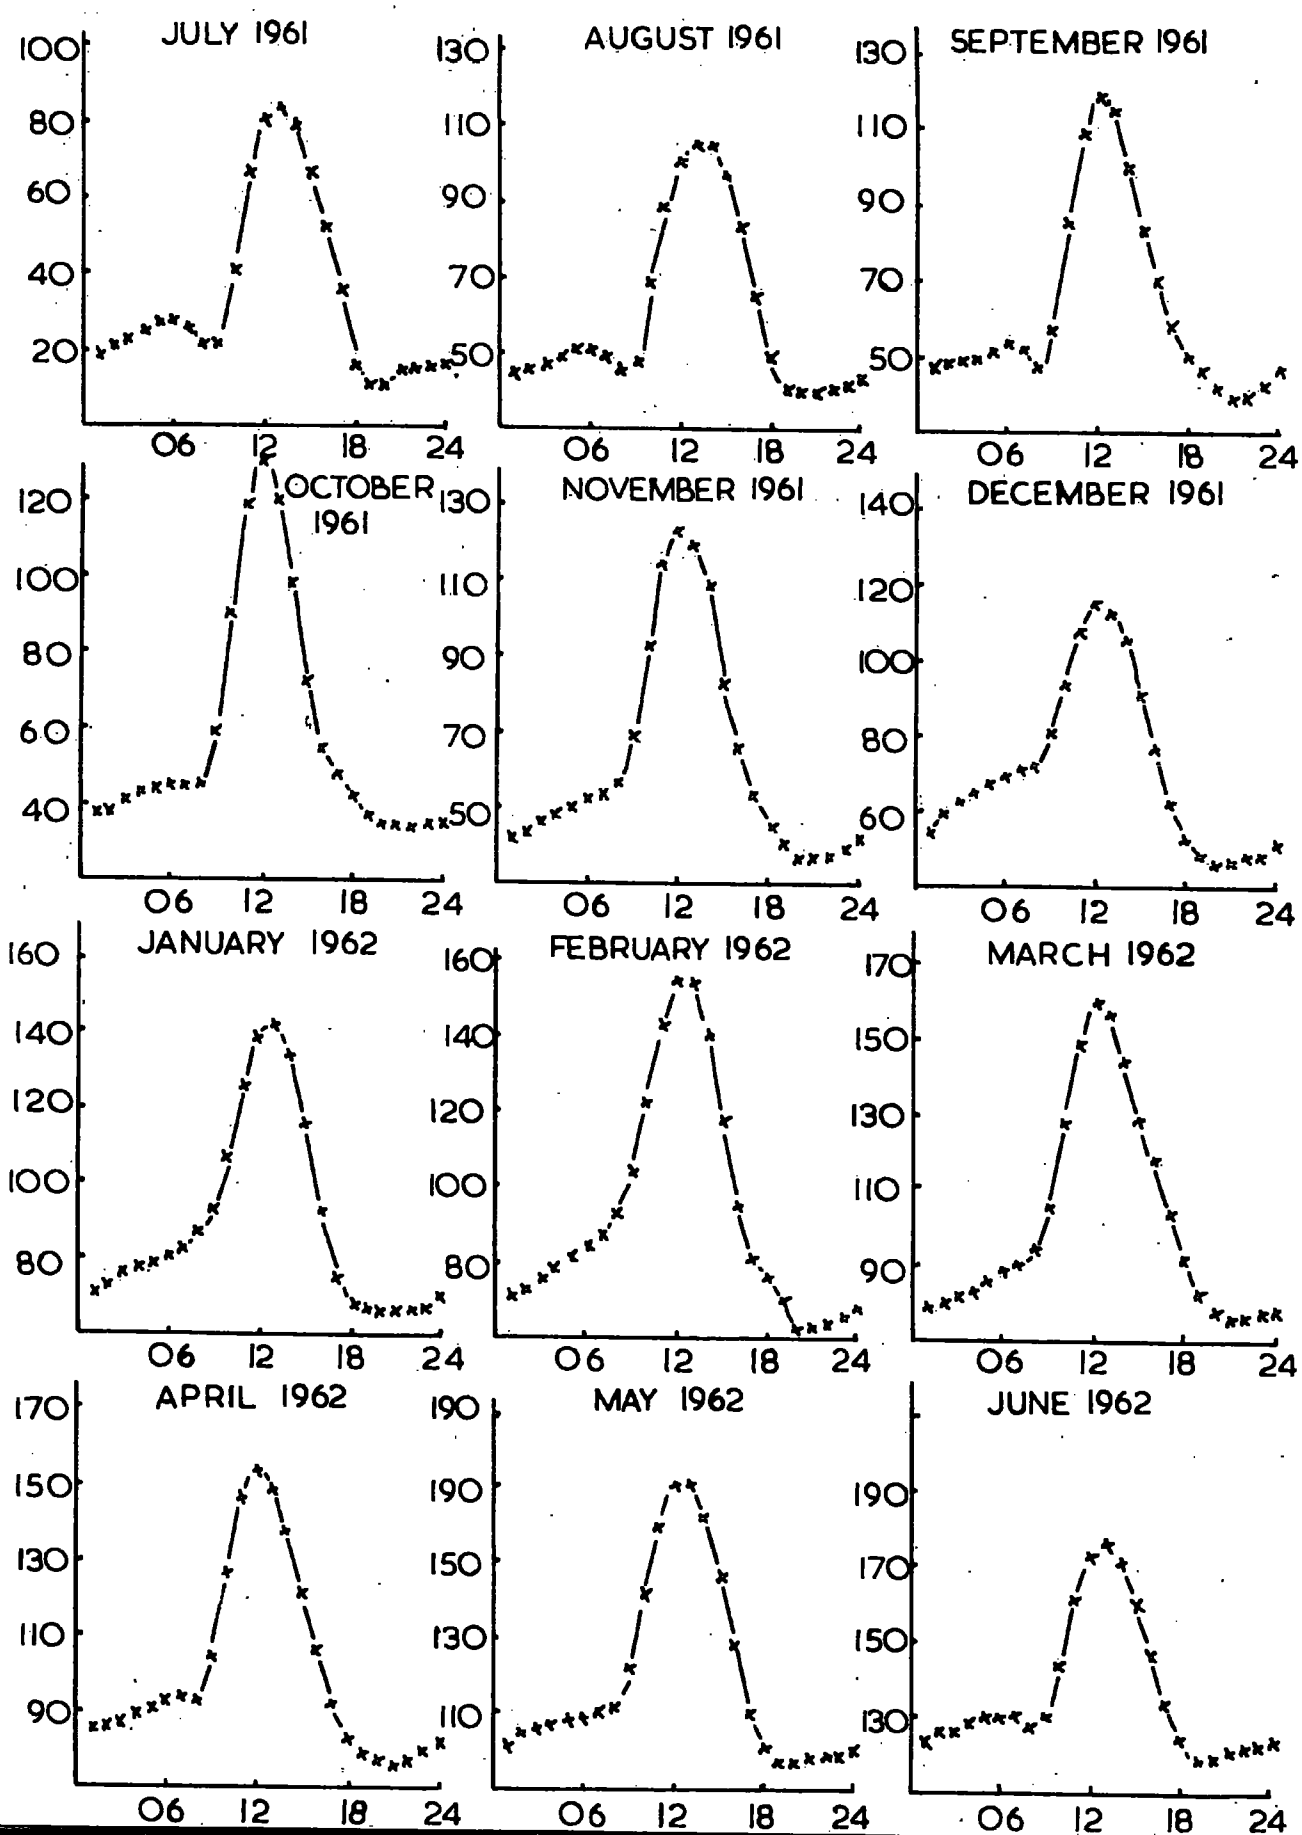 JULY 1961
100
80
60
40
20
06 12 18 24
AUGUST 1961
130
110
90
70
50
06 12 18 24
SEPTEMBER 1961
130
110
90
70
50
06 12 18 24
OCTOBER
1961
120
100
80
60
40
06 12 18 24
NOVEMBER 1961
130
110
90
70
50
06 12 18 24
DECEMBER 1961
140
120
100
80
60
06 12 18 24
JANUARY 1962
160
140
120
100
80
06 12 18 24
FEBRUARY 1962
160
140
120
100
80
06 12 18 24
MARCH 1962
170
150
130
110
90
06 12 18 24
APRIL 1962
170
150
130
110
90
06 12 18 24
MAY 1962
190
190
150
130
110
06 12 18 24
JUNE 1962
190
170
150
130
06 12 18 24